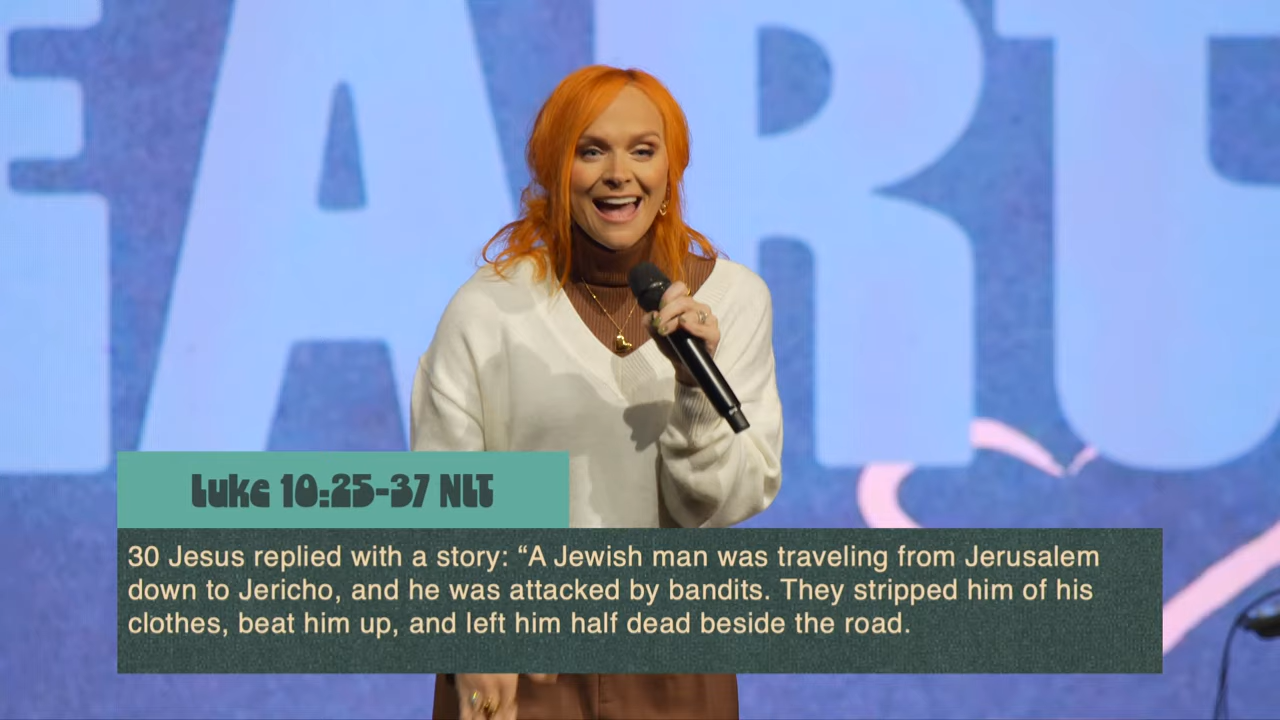 EARTH
Luke 10:25-37 NLT
30 Jesus replied with a story: “A Jewish man was traveling from Jerusalem
down to Jericho, and he was attacked by bandits. They stripped him of his
clothes, beat him up, and left him half dead beside the road.